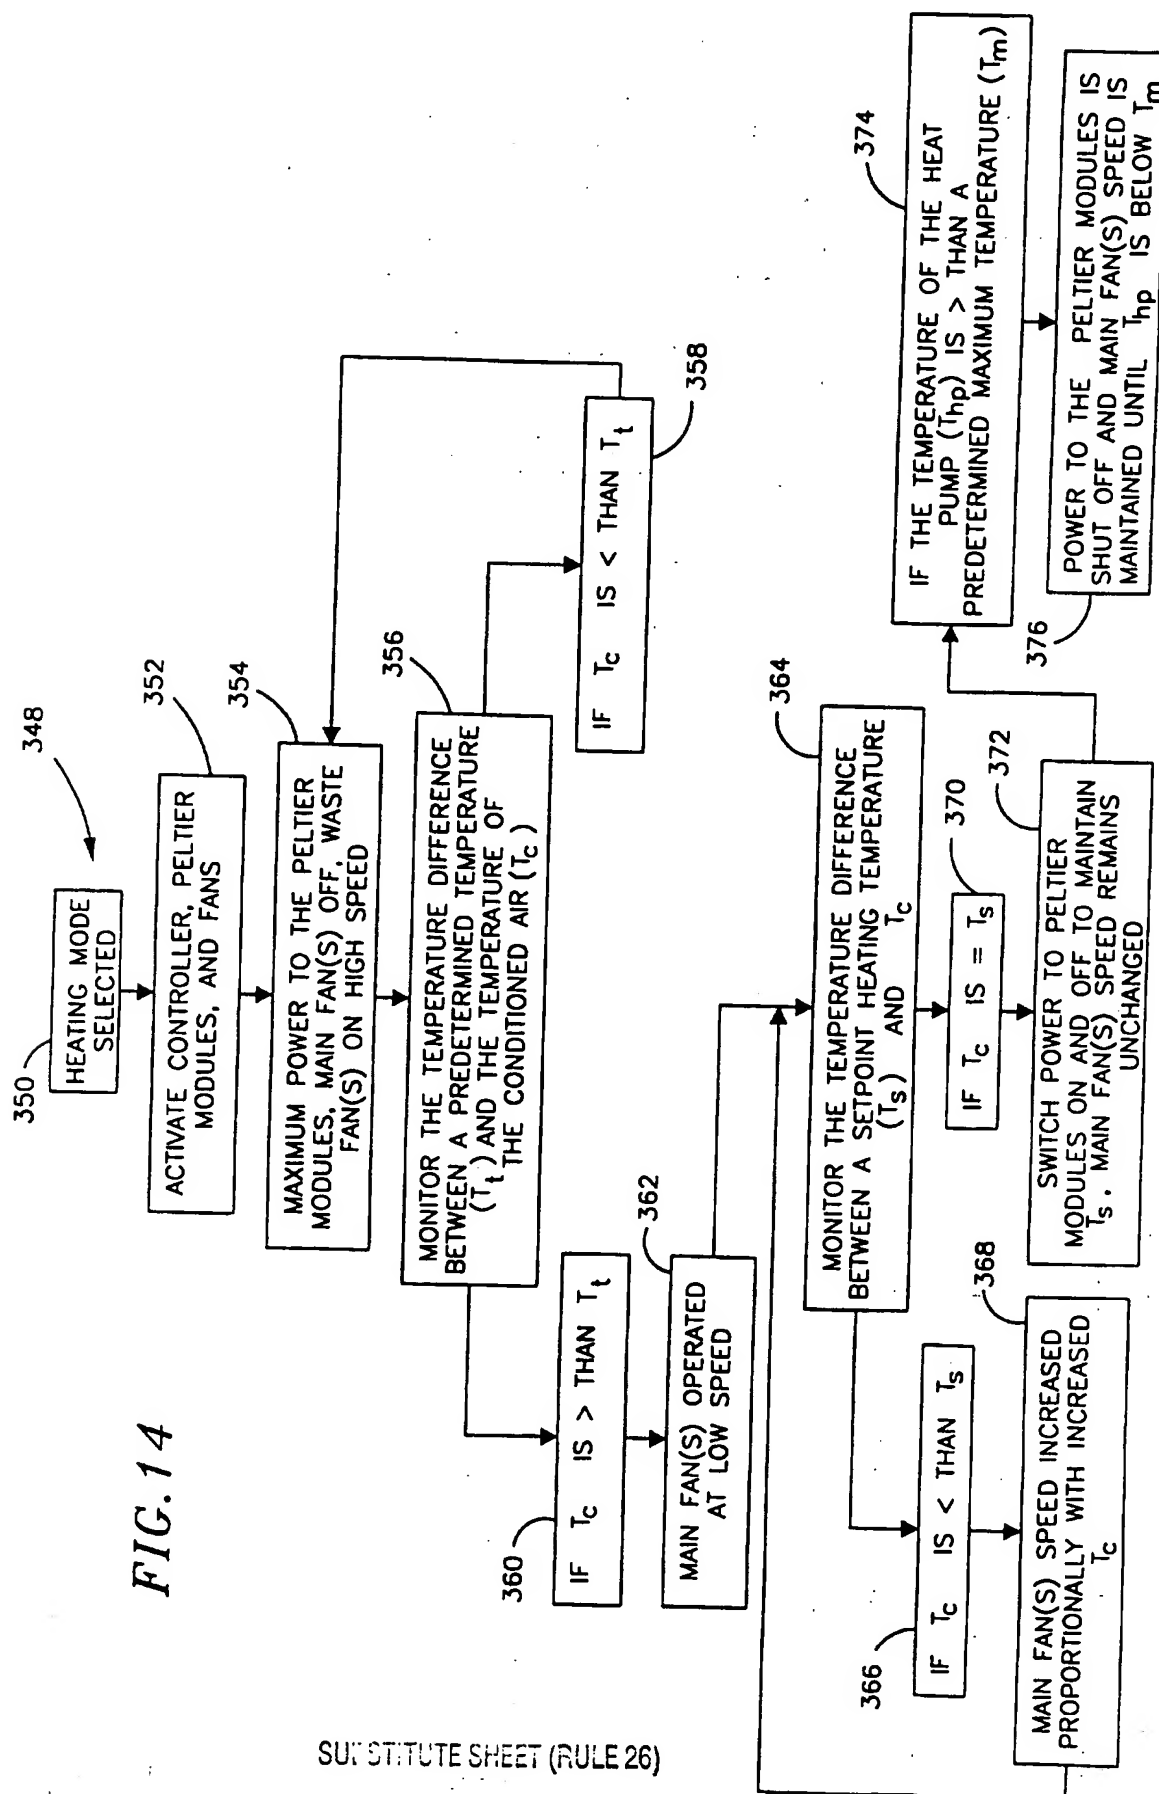 FIG.14
348
350
HEATING MODE
SELECTED
352
ACTIVATE CONTROLLER, PELTIER
MODULES, AND FANS
354
MAXIMUM POWER TO THE PELTIER
MODULES, MAIN FAN(S) OFF, WASTE
FAN(S) ON HIGH SPEED
356
MONITOR THE TEMPERATURE DIFFERENCE
BETWEEN A PREDETERMINED TEMPERATURE
(Tt) AND THE TEMPERATURE OF
THE CONDITIONED AIR (Tc)
IF Tc IS < THAN Tt
358
360
IF Tc IS > THAN Tt
362
MAIN FAN(S) OPERATED
AT LOW SPEED
364
MONITOR THE TEMPERATURE DIFFERENCE
BETWEEN A SETPOINT HEATING TEMPERATURE
(Ts) AND Tc
366
IF Tc IS < THAN Ts
368
MAIN FAN(S) SPEED INCREASED
PROPORTIONALLY WITH INCREASED
Tc
370
IF Tc IS = Ts
372
SWITCH POWER TO PELTIER
MODULES ON AND OFF TO MAINTAIN
Ts. MAIN FAN(S) SPEED REMAINS
UNCHANGED
374
IF THE TEMPERATURE OF THE HEAT
PUMP (Thp) IS > THAN A
PREDETERMINED MAXIMUM TEMPERATURE (Tm)
376
POWER TO THE PELTIER MODULES IS
SHUT OFF AND MAIN FAN(S) SPEED IS
MAINTAINED UNTIL Thp IS BELOW Tm
SUBSTITUTE SHEET (RULE 26)